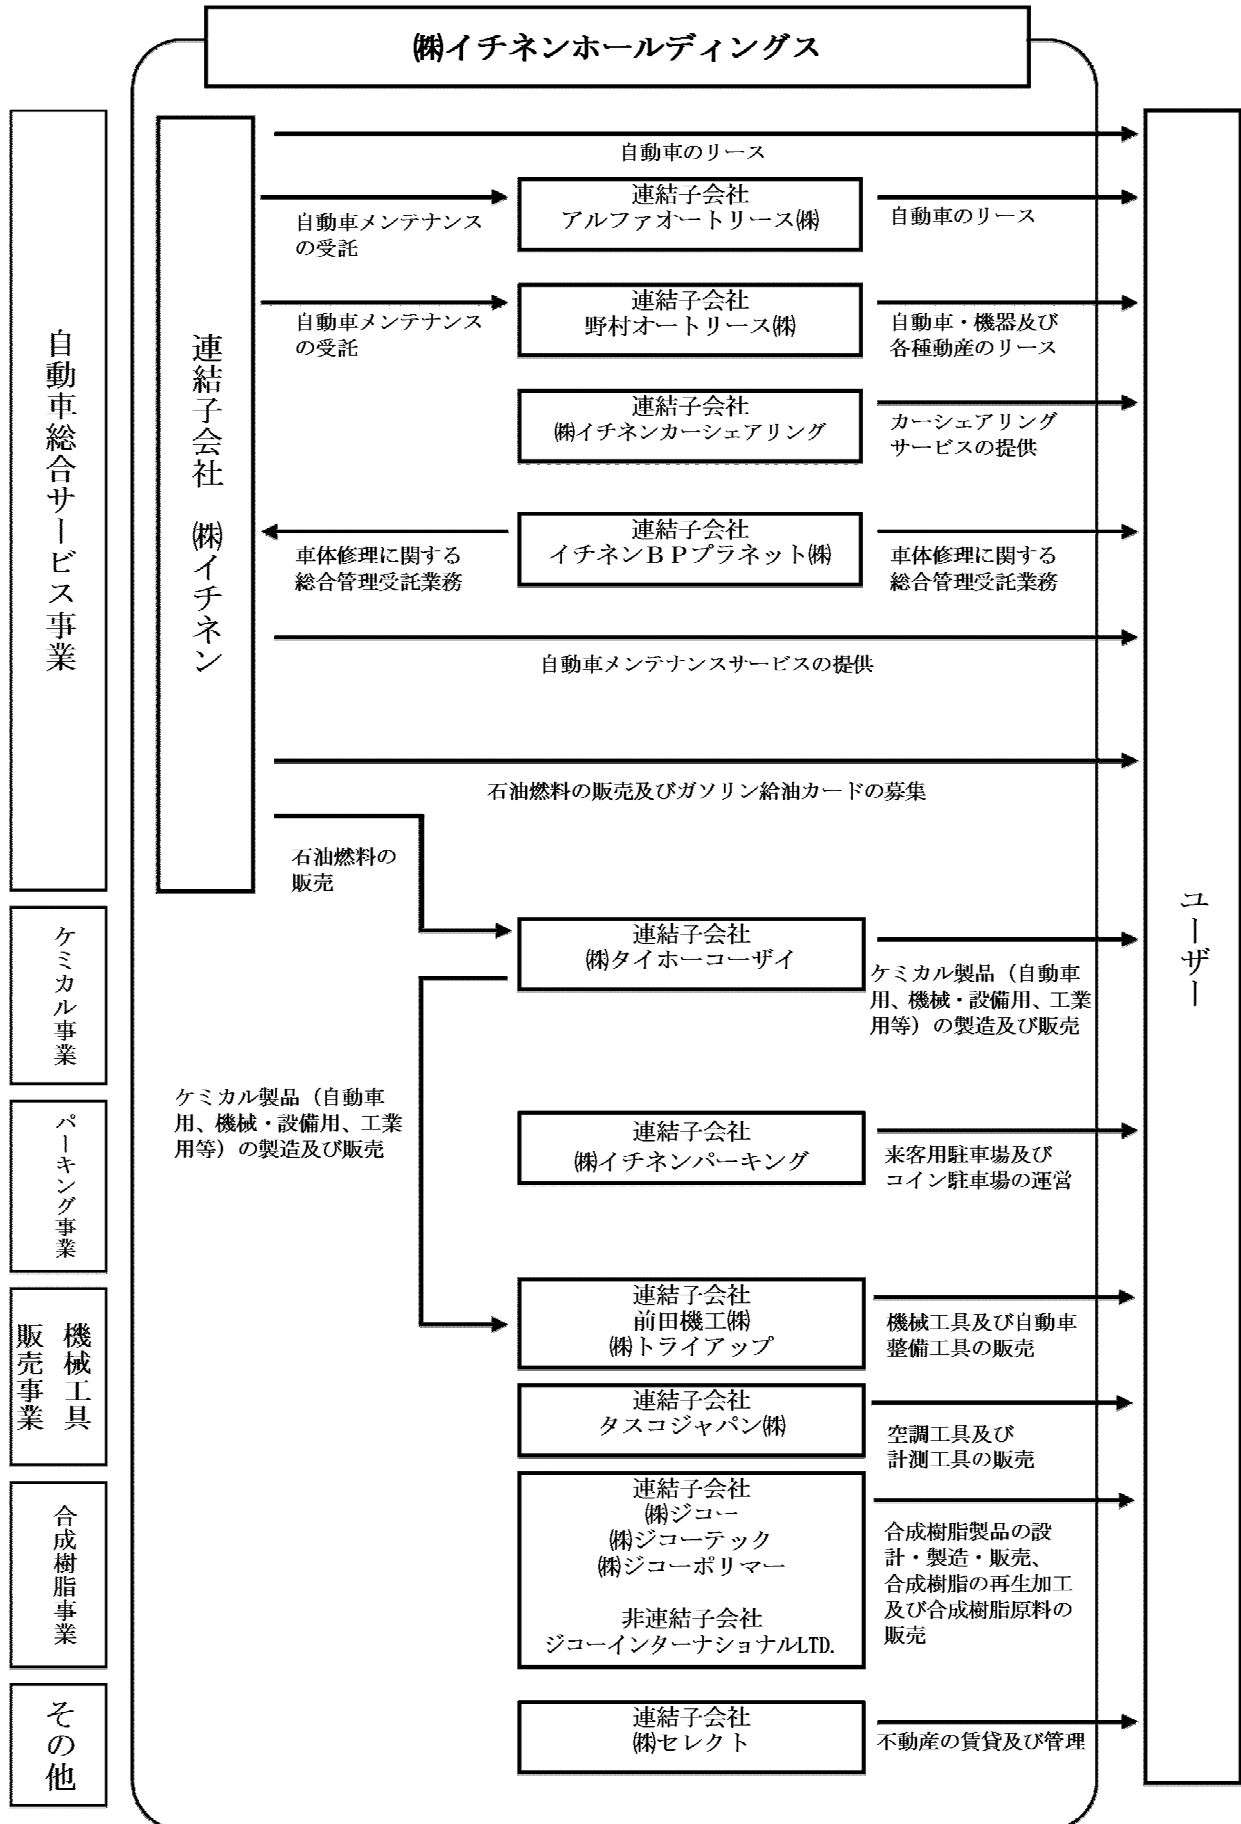 ㈱イチネンホールディングス
自動車総合サービス事業
連結子会社 ㈱イチネン
自動車のリース
自動車メンテナンス
の受託
連結子会社
アルファオートリース㈱
自動車のリース
自動車メンテナンス
の受託
連結子会社
野村オートリース㈱
自動車・機器及び
各種動産のリース
連結子会社
㈱イチネンカーシェアリング
カーシェアリング
サービスの提供
車体修理に関する
総合管理受託業務
連結子会社
イチネンＢＰプラネット㈱
車体修理に関する
総合管理受託業務
自動車メンテナンスサービスの提供
石油燃料の販売及びガソリン給油カードの募集
石油燃料の
販売
ユーザー
ケミカル事業
連結子会社
㈱タイホーコーザイ
ケミカル製品（自動車
用、機械・設備用、工業
用等）の製造及び販売
ケミカル製品（自動車
用、機械・設備用、工業
用等）の製造及び販売
パーキング事業
連結子会社
㈱イチネンパーキング
来客用駐車場及び
コイン駐車場の運営
機械工具
販売事業
連結子会社
前田機工㈱
㈱トライアップ
機械工具及び自動車
整備工具の販売
連結子会社
タスコジャパン㈱
空調工具及び
計測工具の販売
合成樹脂事業
連結子会社
㈱ジコー
㈱ジコーテック
㈱ジコーポリマー
非連結子会社
ジコーインターナショナルLTD.
合成樹脂製品の設
計・製造・販売、
合成樹脂の再生加工
及び合成樹脂原料の
販売
その他
連結子会社
㈱セレクト
不動産の賃貸及び管理